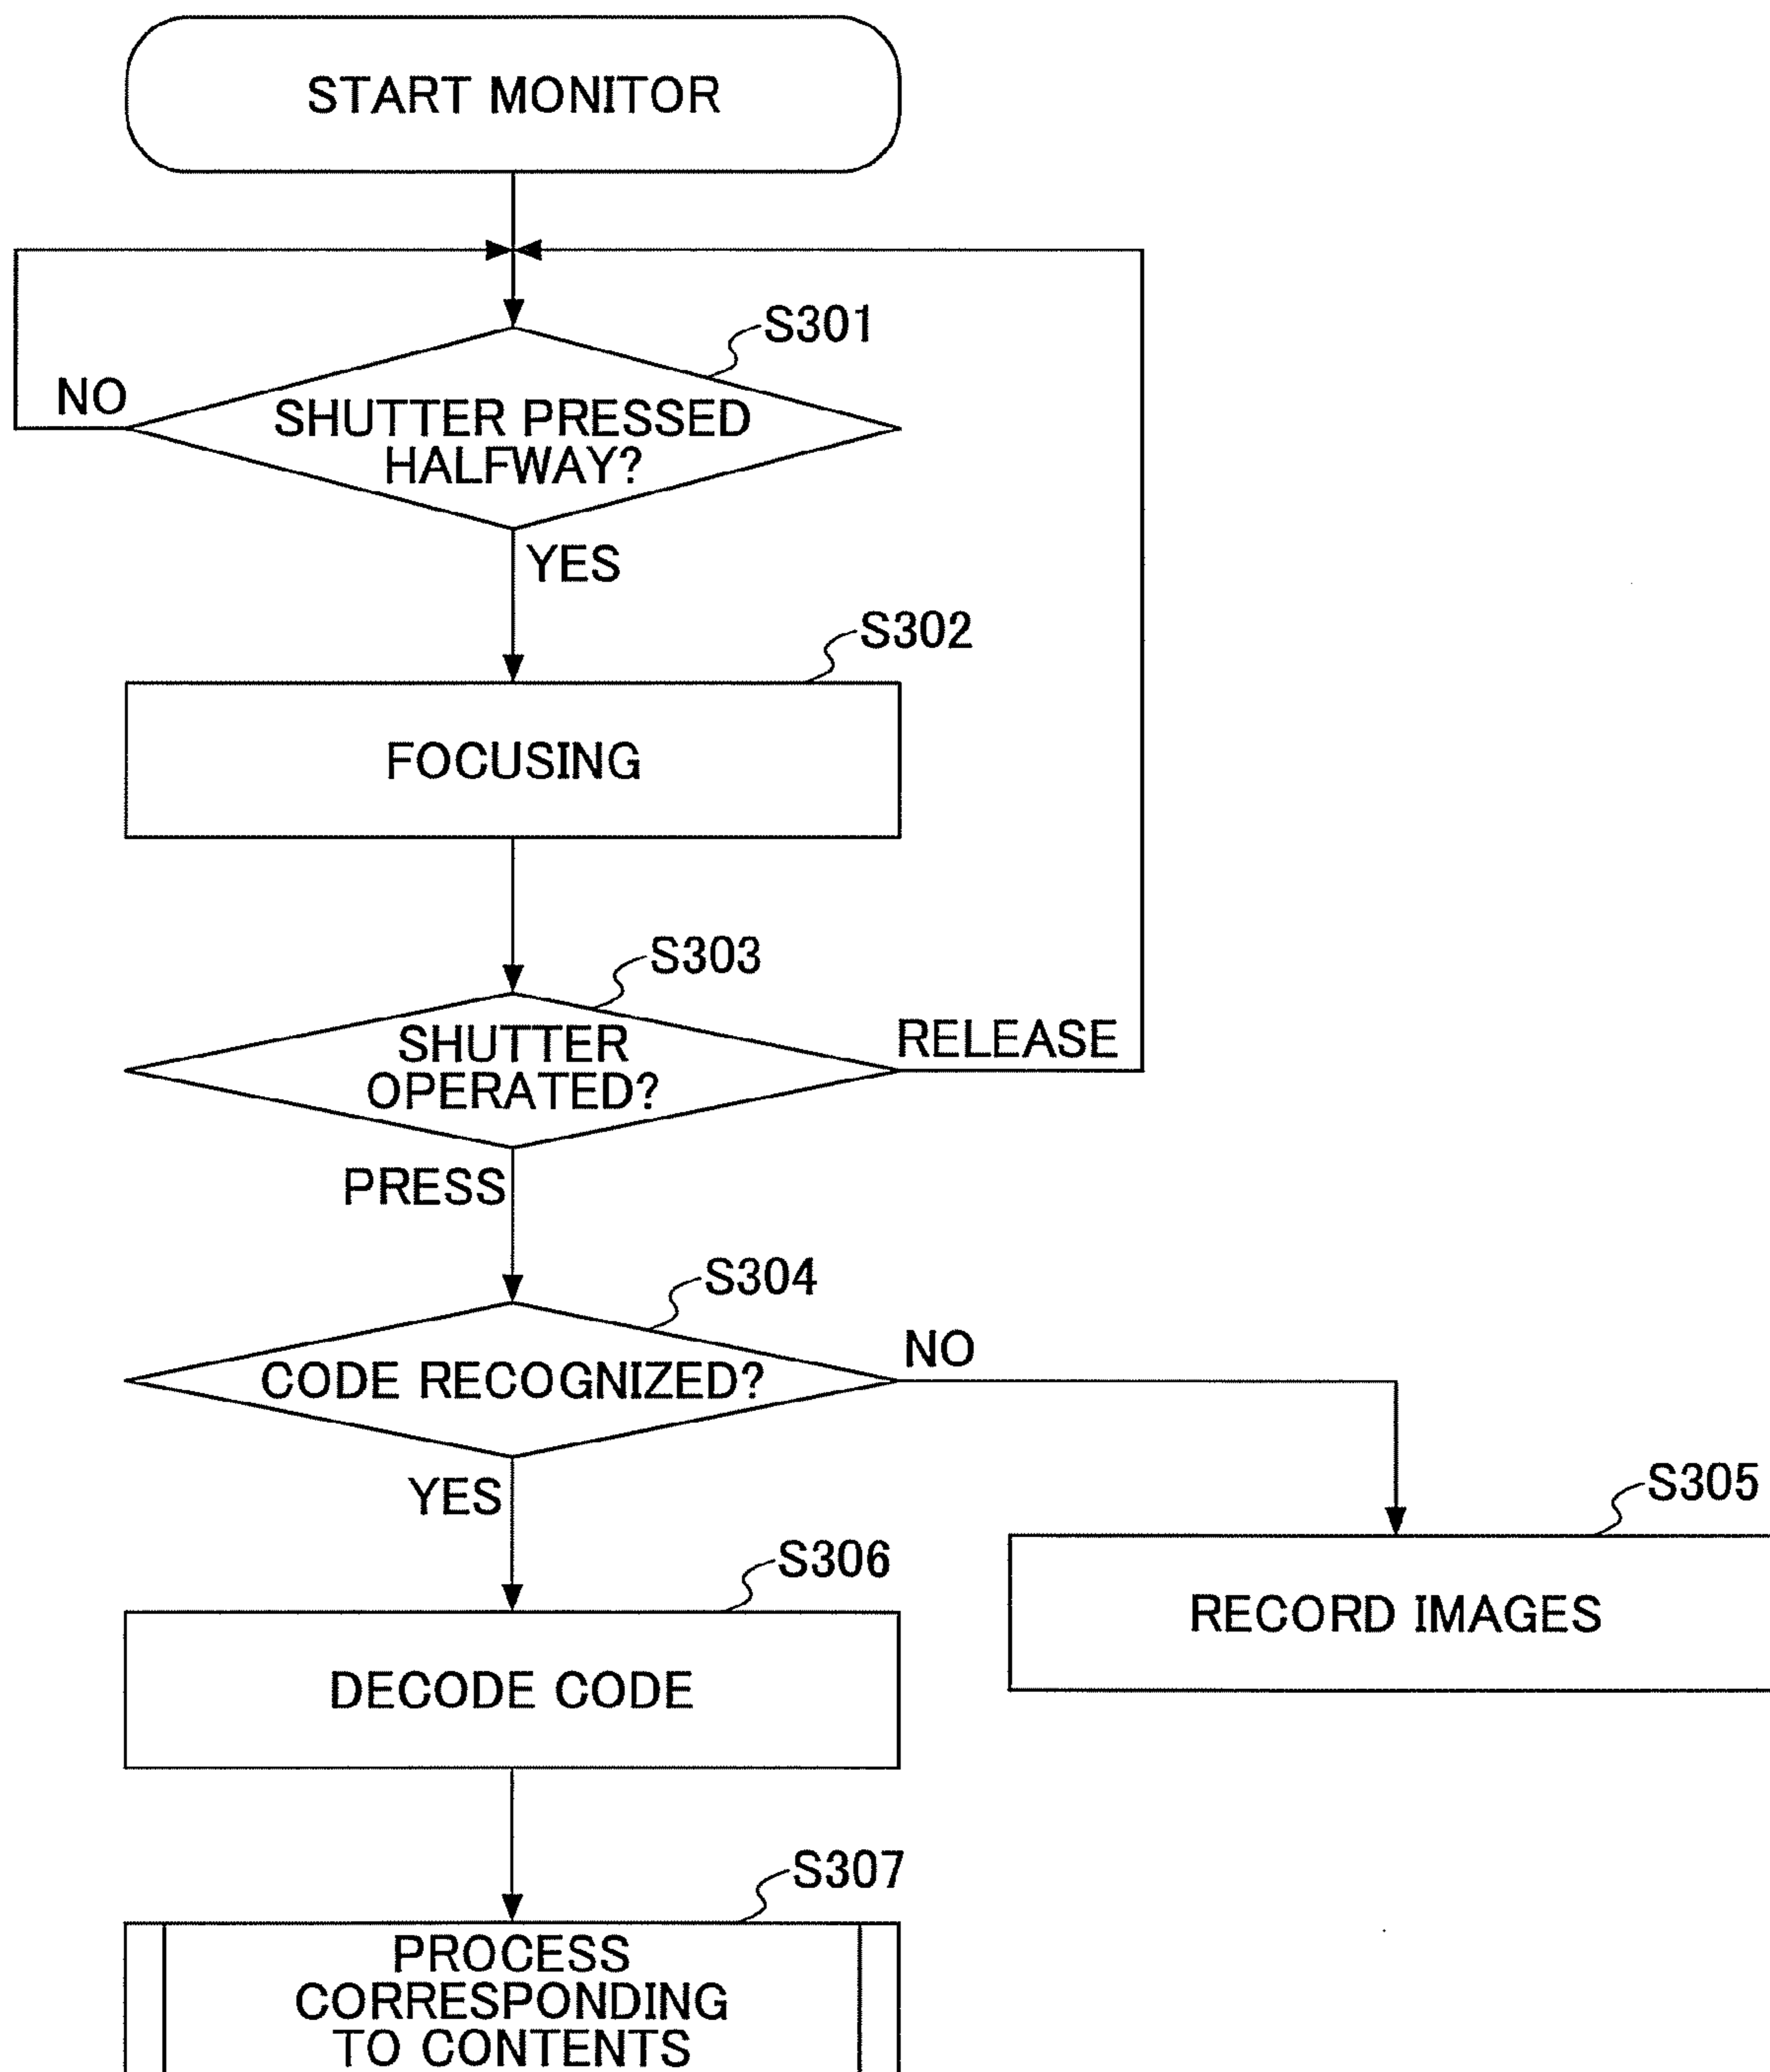 START MONITOR
S301
NO
SHUTTER PRESSED
HALFWAY?
YES
S302
FOCUSING
S303
SHUTTER
OPERATED?
RELEASE
PRESS
S304
CODE RECOGNIZED?
NO
YES
S305
RECORD IMAGES
S306
DECODE CODE
S307
PROCESS
CORRESPONDING
TO CONTENTS